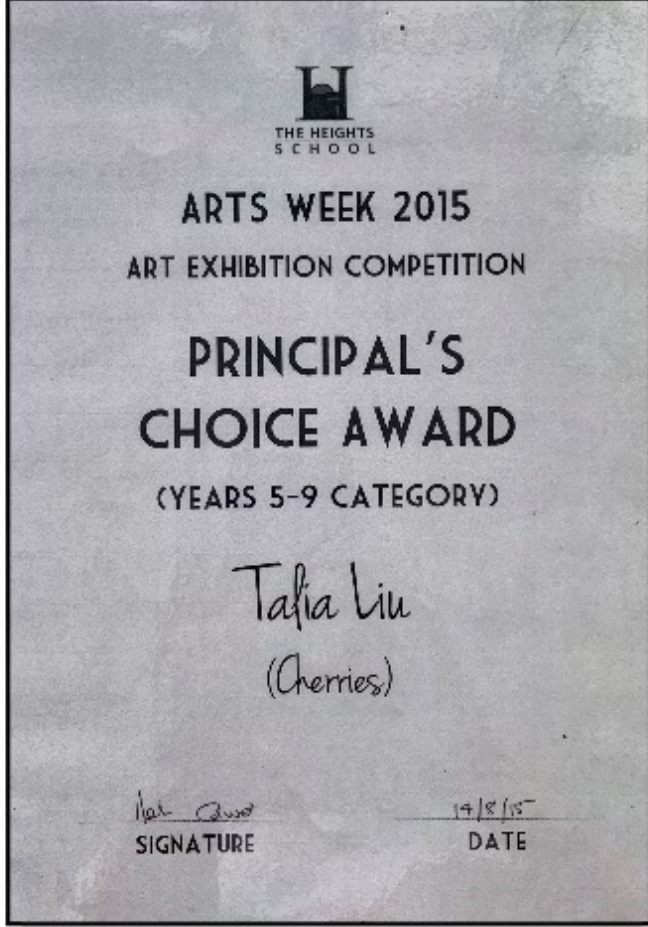 THE HEIGHTS
SCHOOL
ARTS WEEK 2015
ART EXHIBITION COMPETITION
PRINCIPAL'S
CHOICE AWARD
(YEARS 5-9 CATEGORY)
Talia Liu
(Cherries)
14/8/15
SIGNATURE DATE